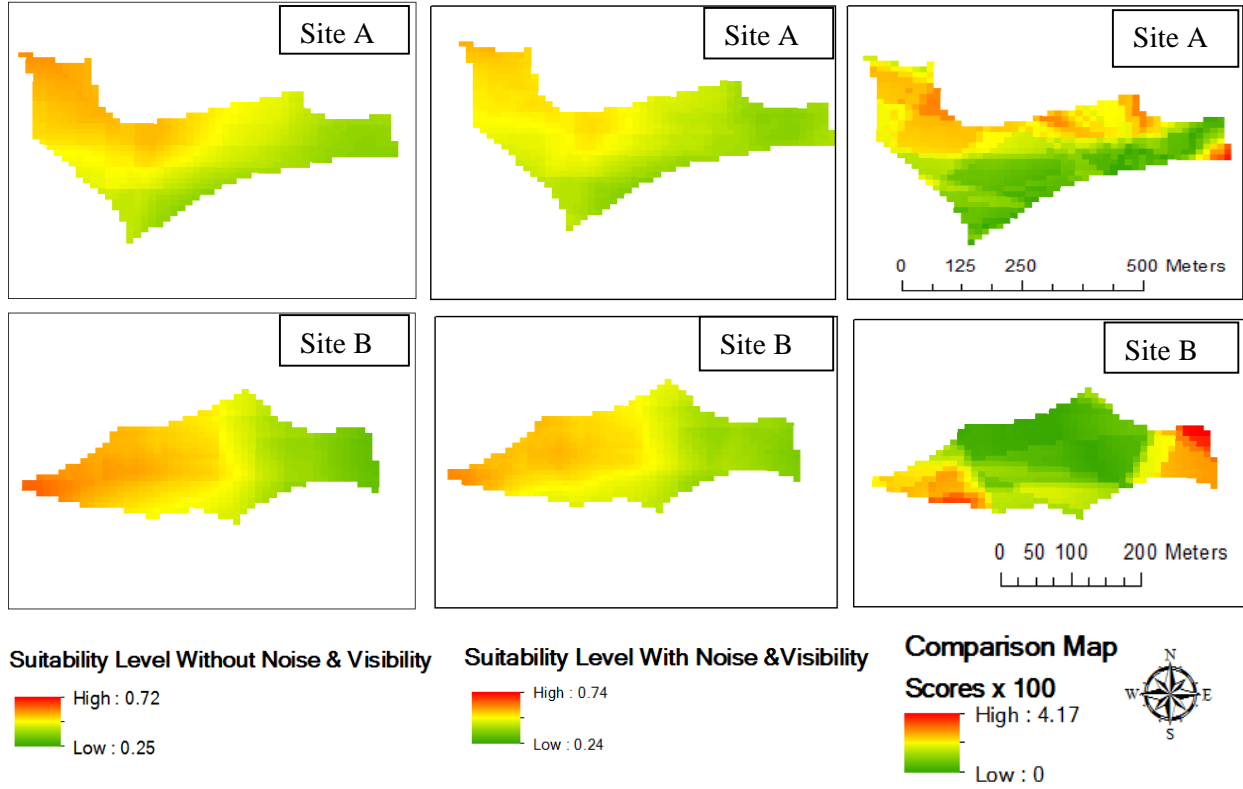 Site A
Site A
Site A
0 125 250 500 Meters
Site B
Site B
Site B
0 50 100 200 Meters
Suitability Level Without Noise & Visibility
High : 0.72
Low : 0.25
Suitability Level With Noise &Visibility
High : 0.74
Low : 0.24
Comparison Map
Scores x 100
High : 4.17
Low : 0
N
W E
S